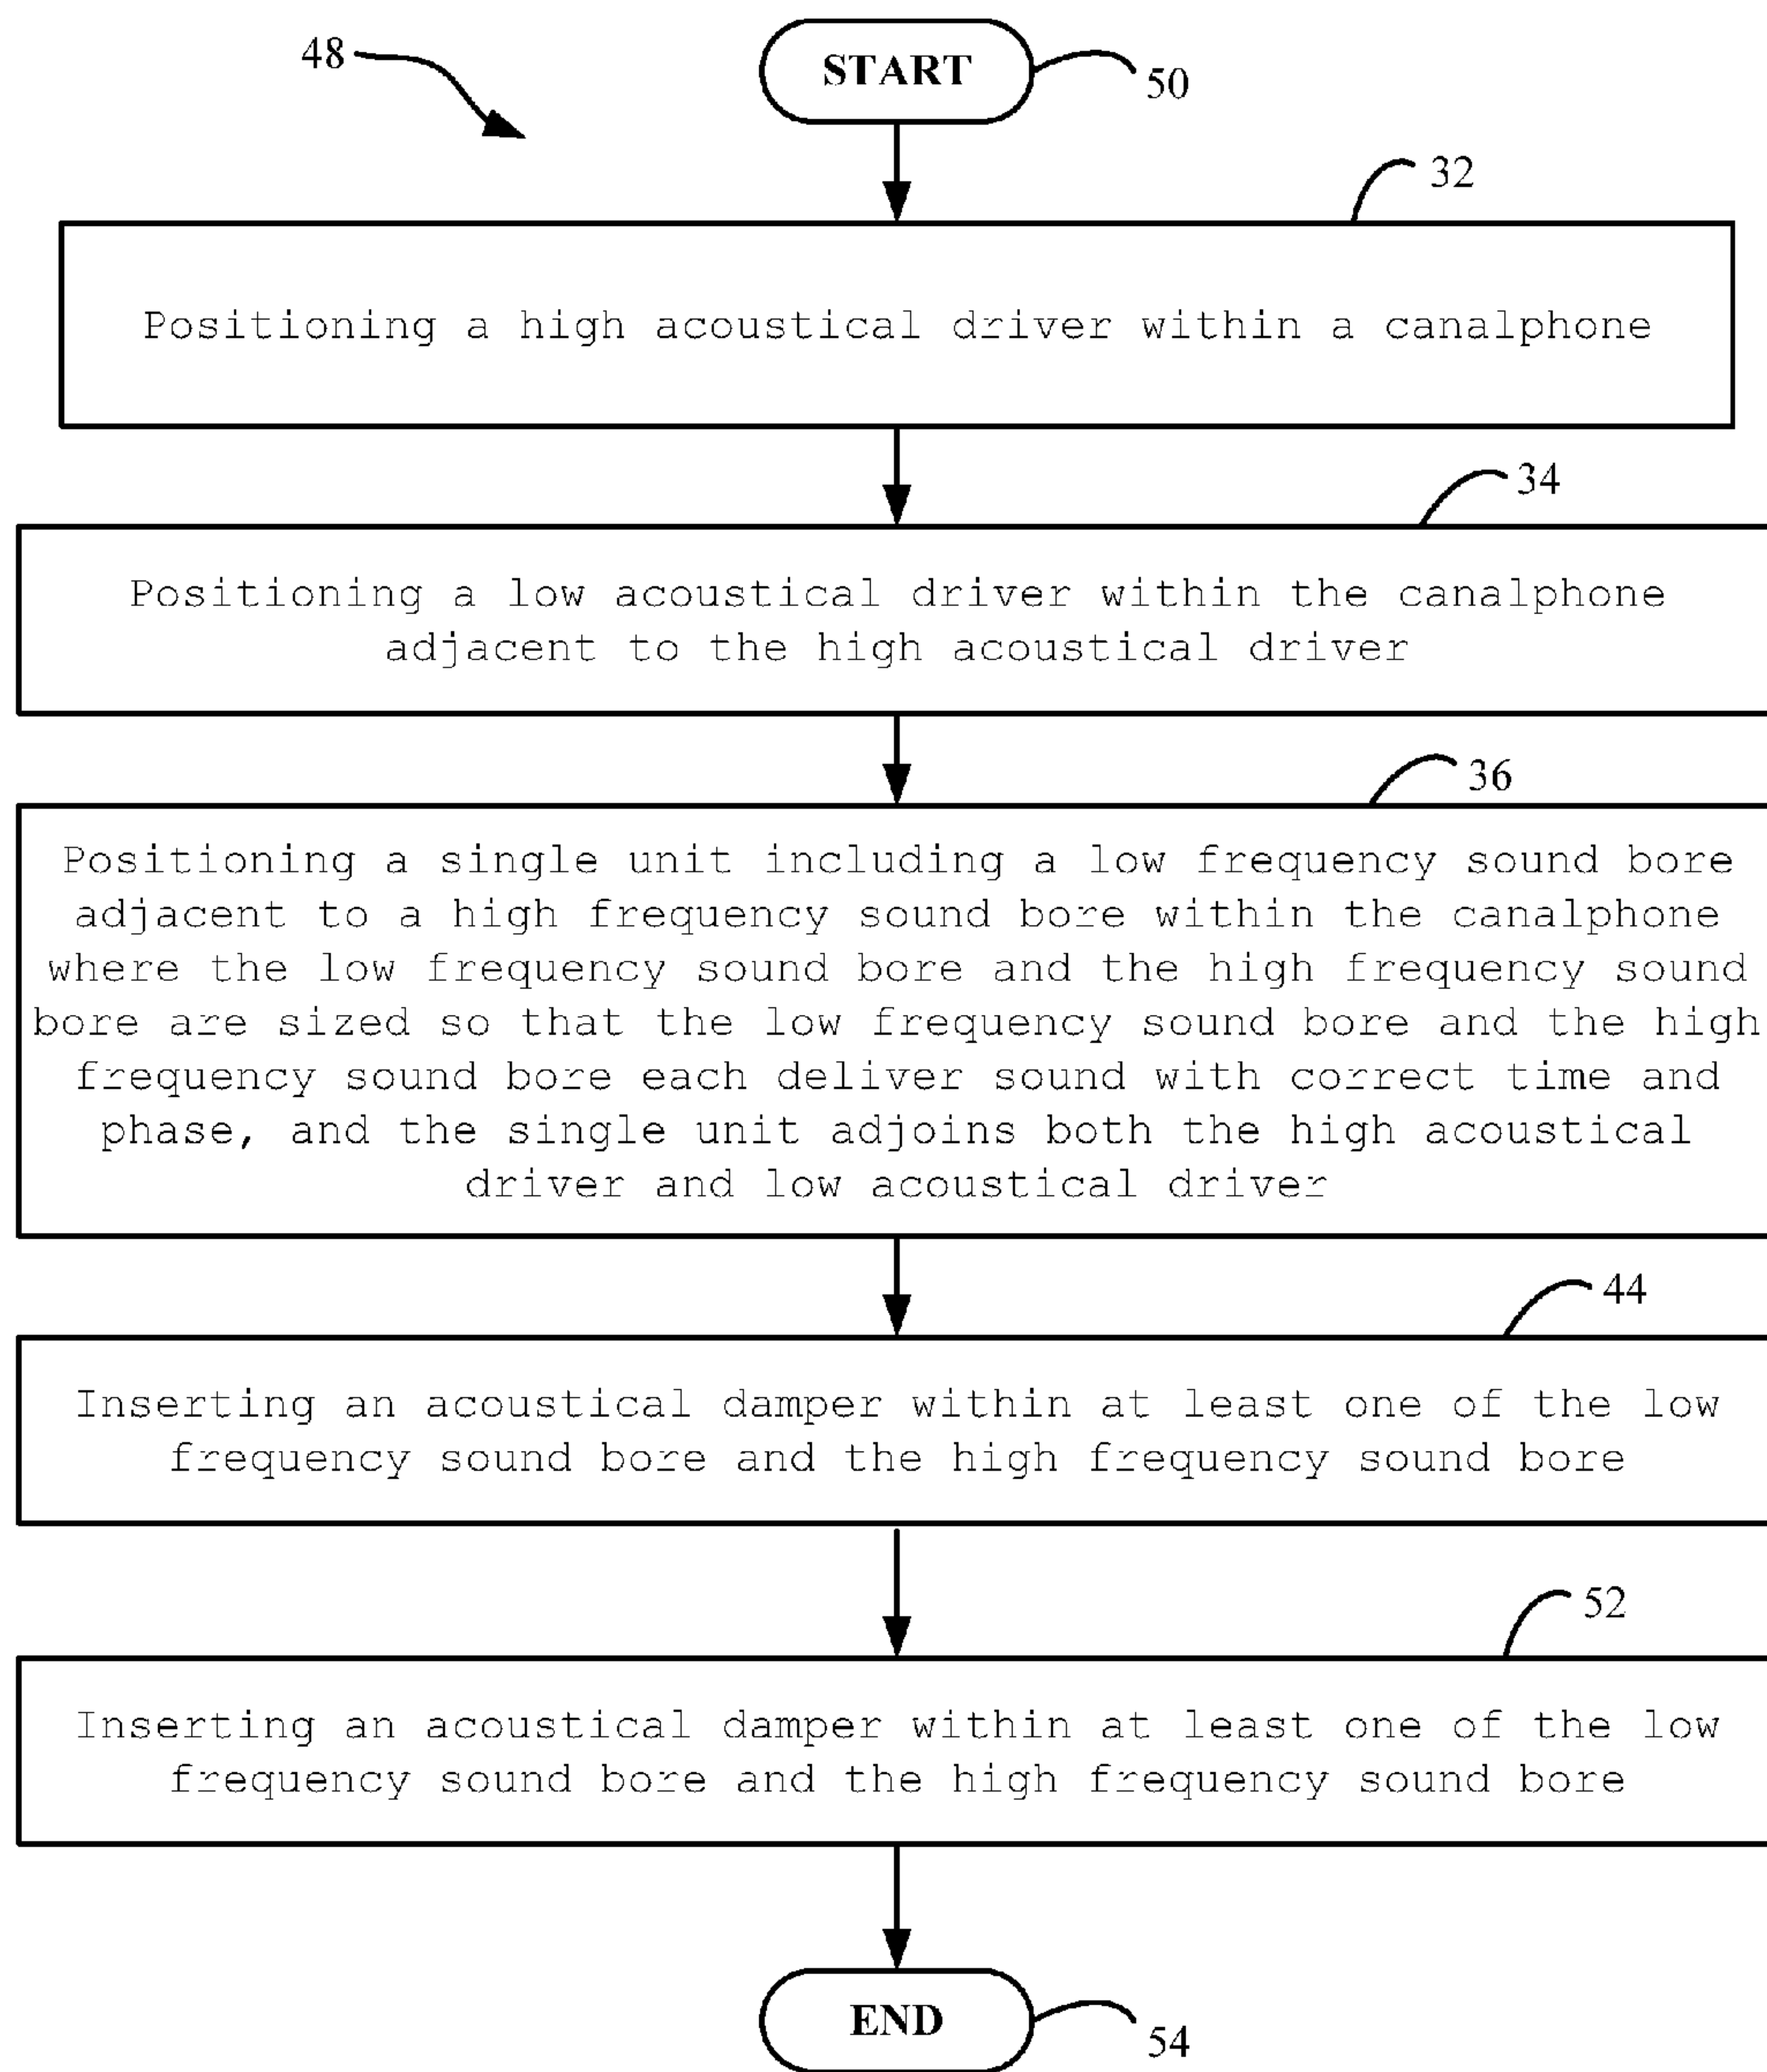 48
START
50
32
Positioning a high acoustical driver within a canalphone
34
Positioning a low acoustical driver within the canalphone
adjacent to the high acoustical driver
36
Positioning a single unit including a low frequency sound bore
adjacent to a high frequency sound bore within the canalphone
where the low frequency sound bore and the high frequency sound
bore are sized so that the low frequency sound bore and the high
frequency sound bore each deliver sound with correct time and
phase, and the single unit adjoins both the high acoustical
driver and low acoustical driver
44
Inserting an acoustical damper within at least one of the low
frequency sound bore and the high frequency sound bore
52
Inserting an acoustical damper within at least one of the low
frequency sound bore and the high frequency sound bore
END
54